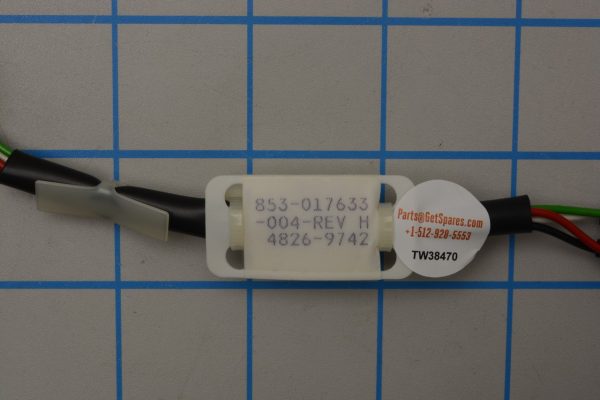 853-017633
-004-REV H
4826-9742
Parts@GetSpares.com
+1-512-928-5553
TW38470